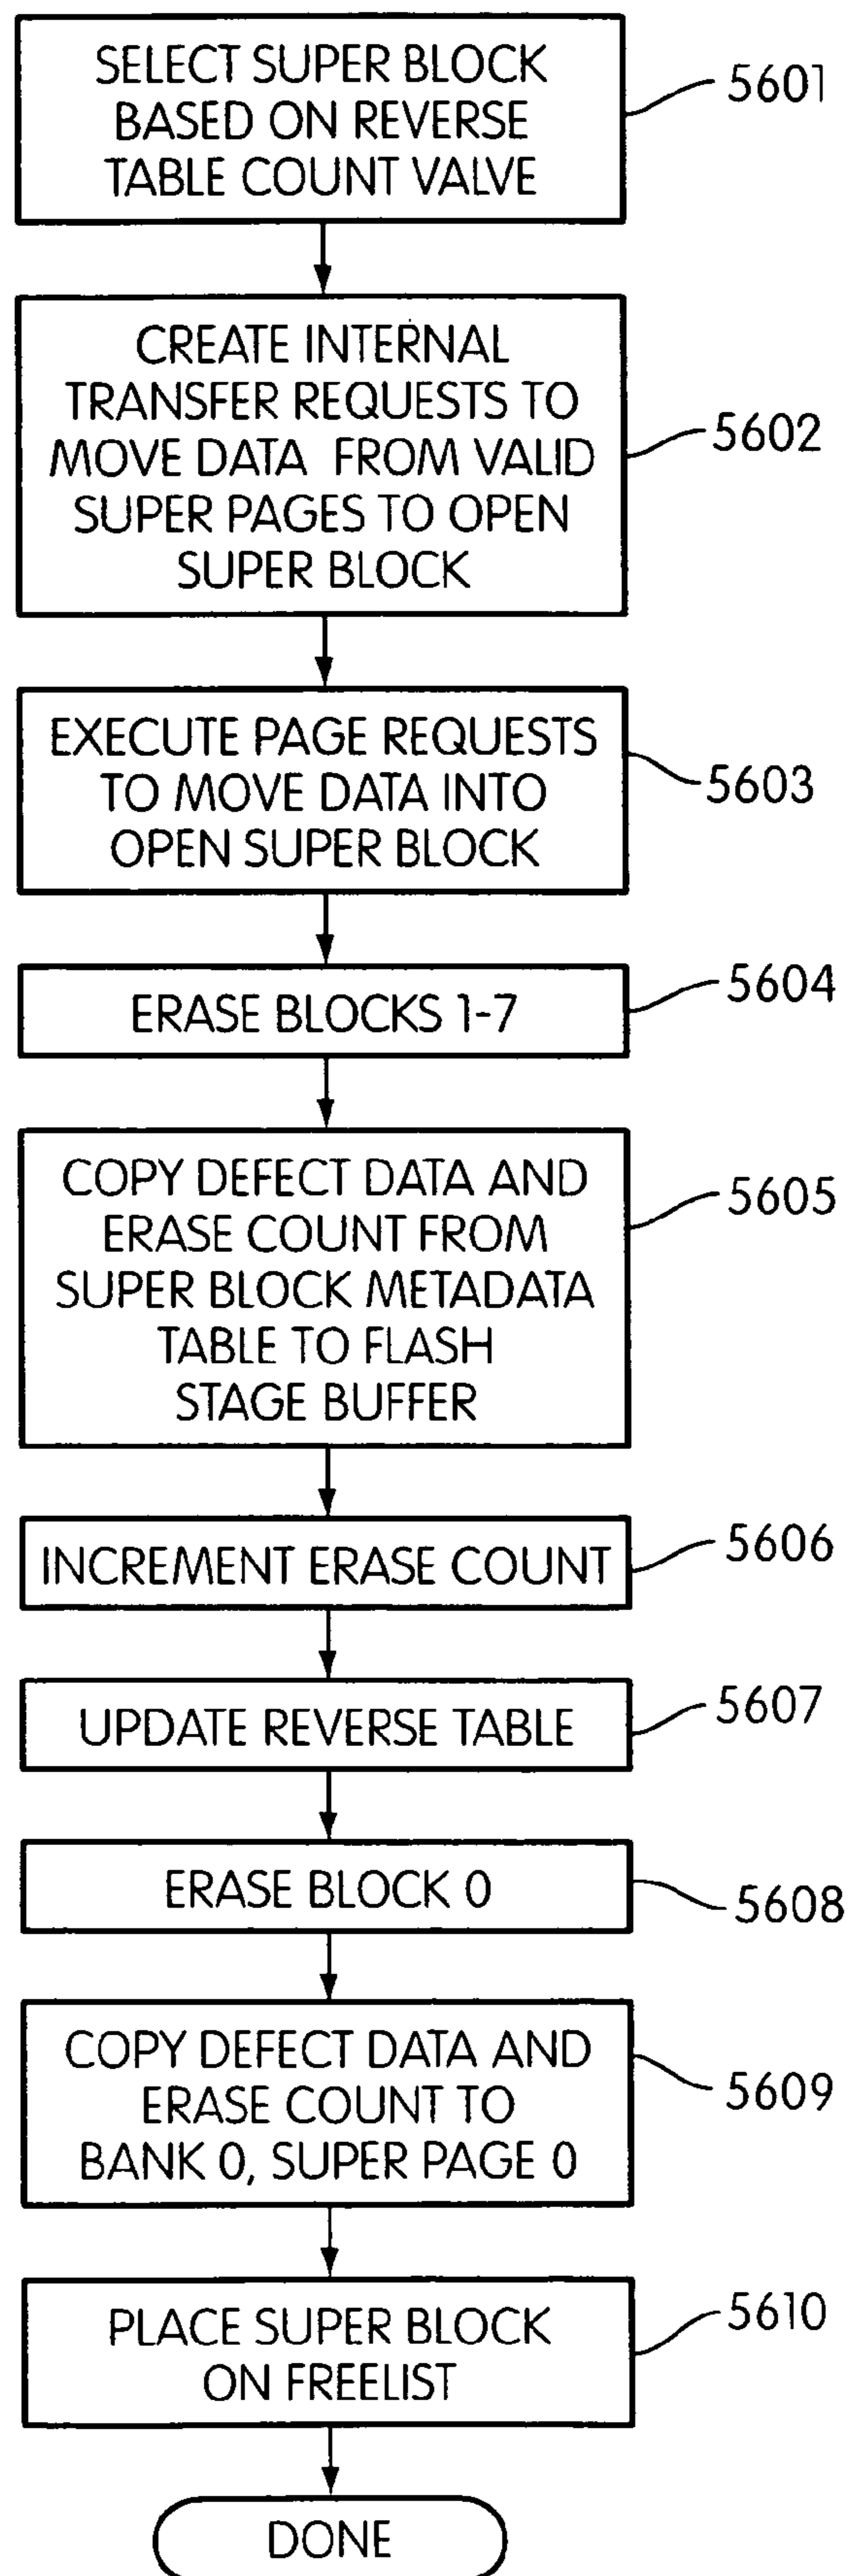 SELECT SUPER BLOCK
BASED ON REVERSE
TABLE COUNT VALVE
5601
CREATE INTERNAL
TRANSFER REQUESTS TO
MOVE DATA FROM VALID
SUPER PAGES TO OPEN
SUPER BLOCK
5602
EXECUTE PAGE REQUESTS
TO MOVE DATA INTO
OPEN SUPER BLOCK
5603
ERASE BLOCKS 1-7
5604
COPY DEFECT DATA AND
ERASE COUNT FROM
SUPER BLOCK METADATA
TABLE TO FLASH
STAGE BUFFER
5605
INCREMENT ERASE COUNT
5606
UPDATE REVERSE TABLE
5607
ERASE BLOCK 0
5608
COPY DEFECT DATA AND
ERASE COUNT TO
BANK 0, SUPER PAGE 0
5609
PLACE SUPER BLOCK
ON FREELIST
5610
DONE